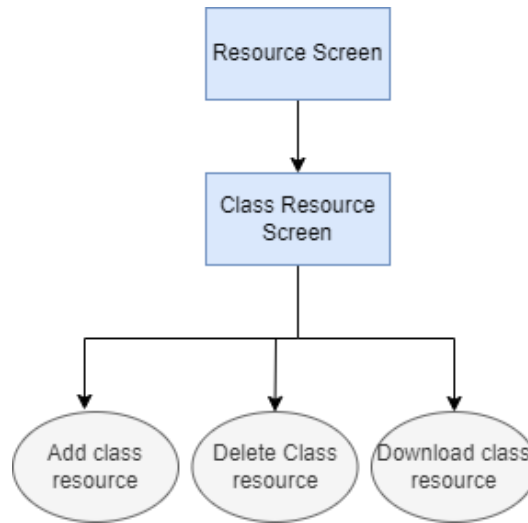 Resource Screen
Class Resource
Screen
Add class
resource
Delete Class
resource
Download class
resource